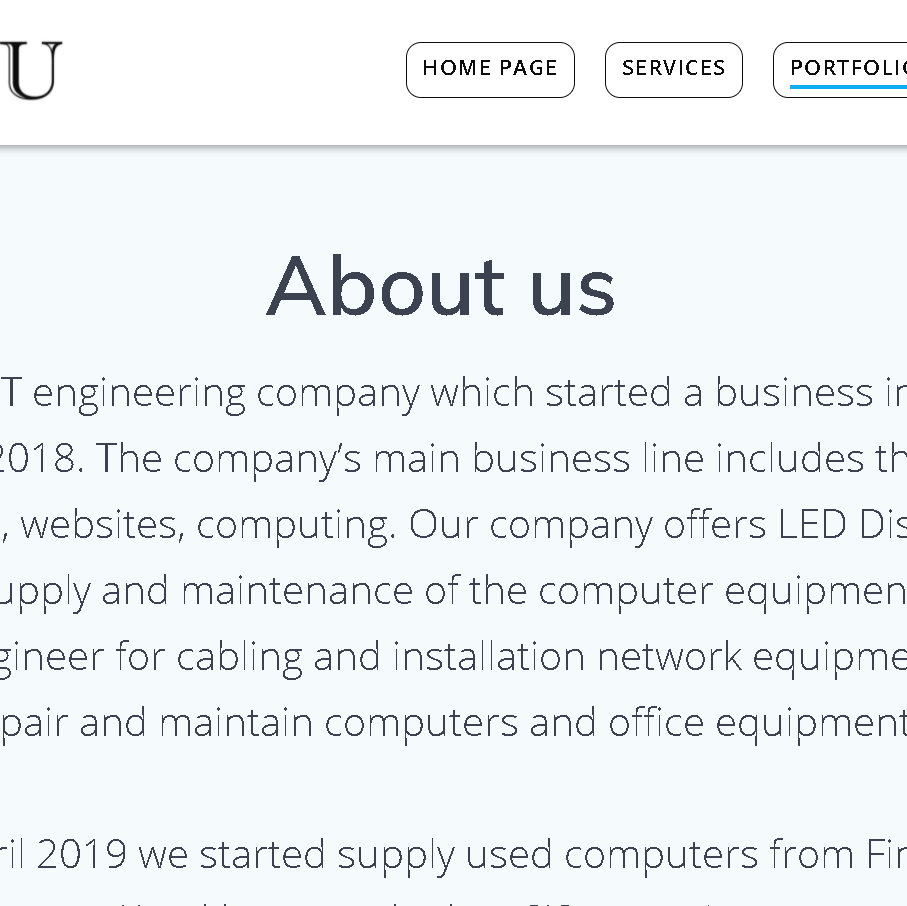 U
HOME PAGE SERVICES PORTFOLIO
About us
T engineering company which started a business in
2018. The company's main business line includes th
, websites, computing. Our company offers LED Dis
upply and maintenance of the computer equipmen
gineer for cabling and installation network equipme
pair and maintain computers and office equipment
ril 2019 we started supply used computers from Fin